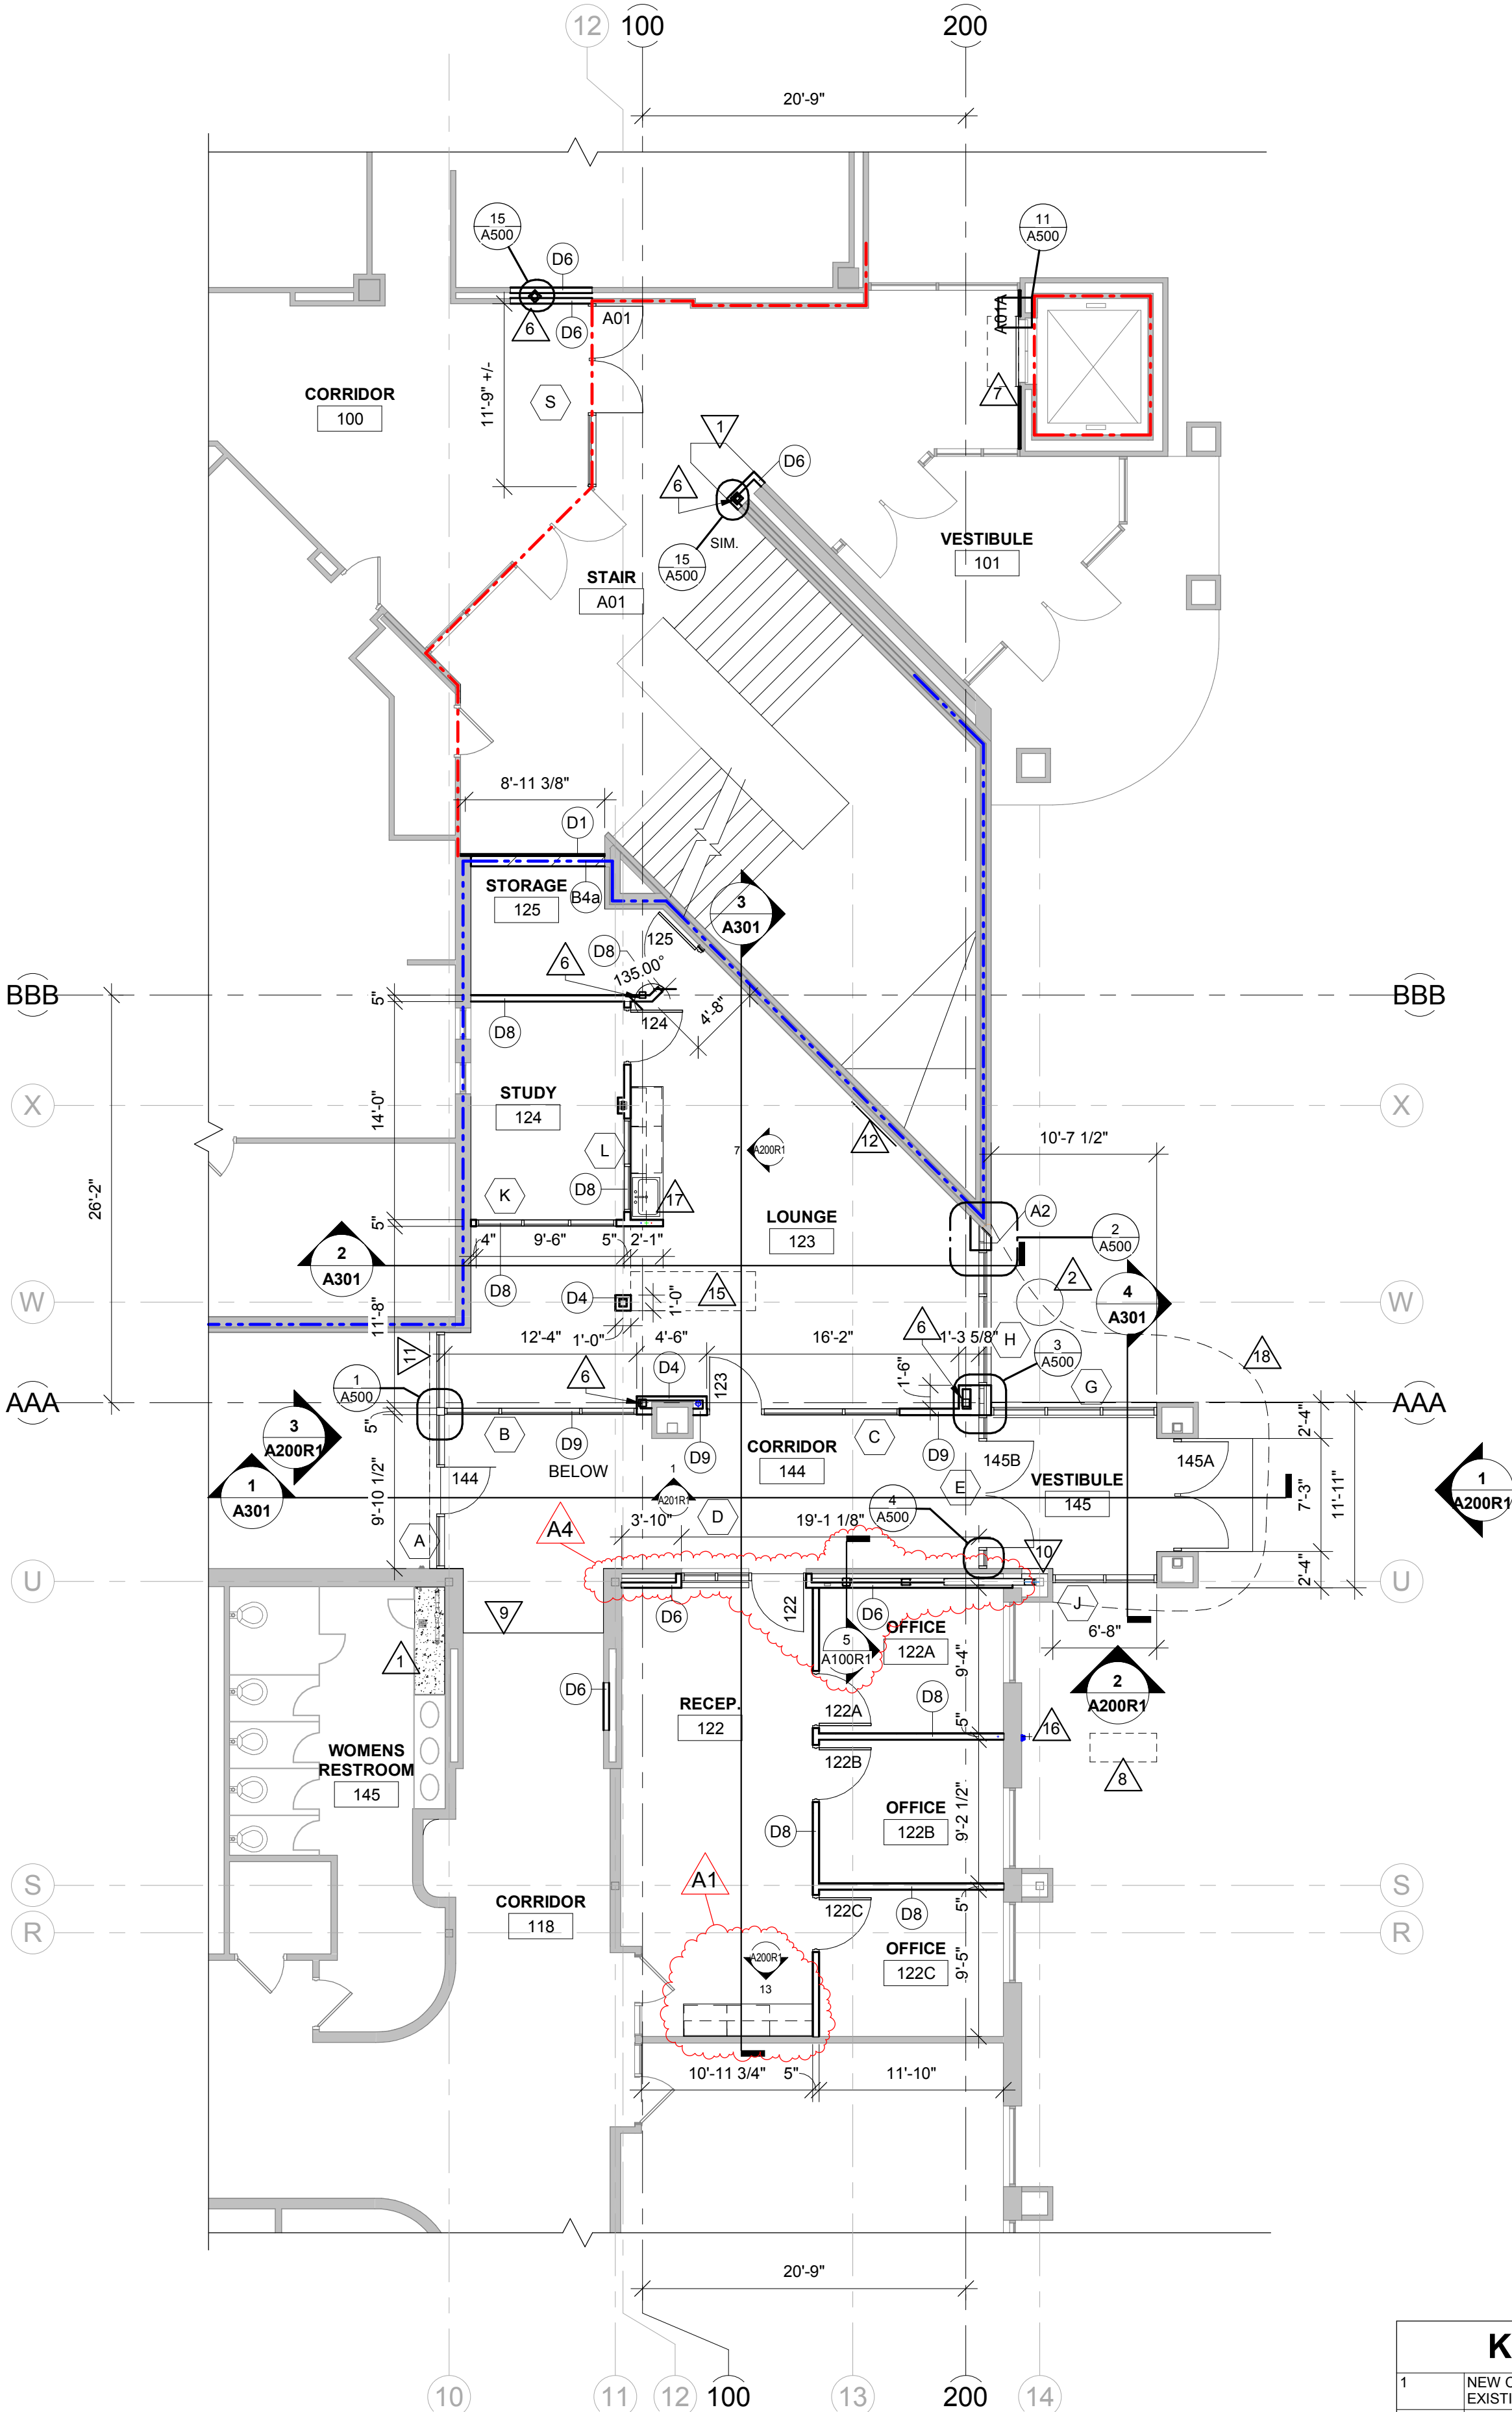 12
100
200
20'-9"
15
A500
D6
D6
6
A01
11
A500
A01A
7
CORRIDOR
100
11'-9" +/-
S
1
D6
6
SIM.
15
A500
VESTIBULE
101
STAIR
A01
8'-11 3/8"
D1
STORAGE
125
B4a
3
A301
D8
125
6
135.00°
BBB
BBB
5"
D8
124
4'-8"
STUDY
124
X
X
14'-0"
12
10'-7 1/2"
7
A200R1
L
26'-2"
K
D8
17
LOUNGE
123
A2
2
A500
5"
4"
9'-6"
5"
2'-1"
2
A301
D8
D4
15
1'-0"
2
4
A301
W
W
11'-8"
12'-4"
1'-0"
4'-6"
16'-2"
6
1'-3 5/8"
H
3
A500
18
11
1
A500
6
D4
123
1'-6"
G
AAA
AAA
3
A200R1
5"
B
D9
BELOW
D9
CORRIDOR
144
C
D9
145B
145A
2'-4"
1
A301
9'-10 1/2"
144
1
A201R1
D
E
VESTIBULE
145
7'-3"
11'-11"
1
A200R1
A
A4
3'-10"
19'-1 1/8"
4
A500
10
2'-4"
U
U
D6
122
D6
J
6'-8"
9
1
5
A100R1
OFFICE
122A
9'-4"
2
A200R1
D6
RECEP.
122
122A
D8
5"
16
WOMENS
RESTROOM
145
122B
8
D8
OFFICE
122B
9'-2 1/2"
S
S
A1
CORRIDOR
118
122C
D8
5"
R
R
A200R1
13
OFFICE
122C
9'-5"
10'-11 3/4"
5"
11'-10"
20'-9"
10
11
12
100
13
200
14
K
1
NEW C
EXISTI